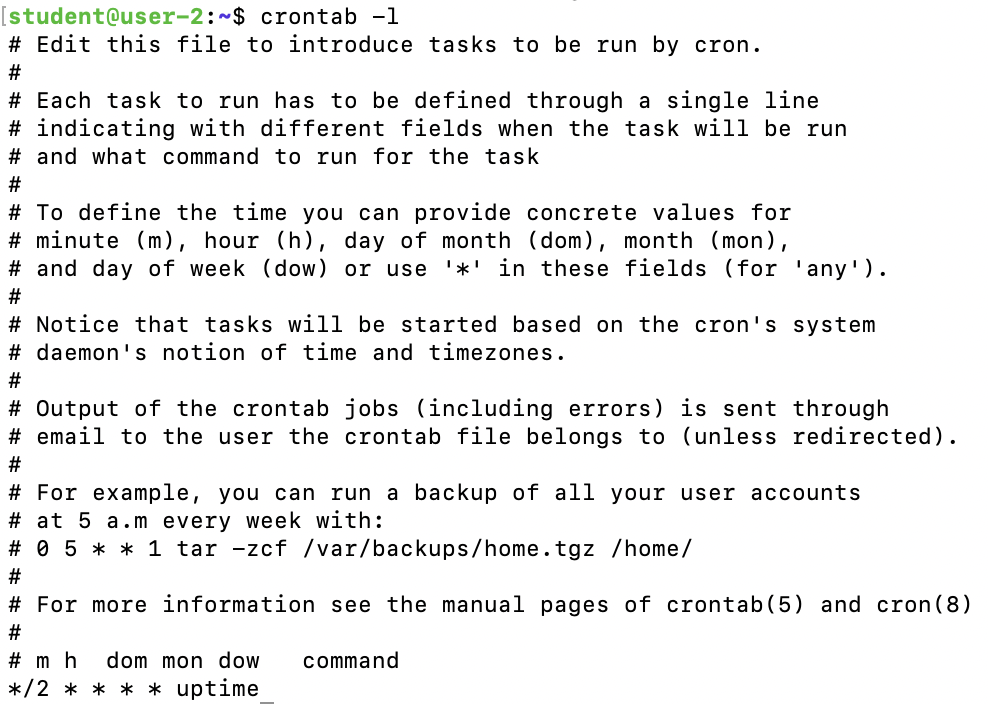 [student@user-2:~$ crontab -l
# Edit this file to introduce tasks to be run by cron.
#
# Each task to run has to be defined through a single line
# indicating with different fields when the task will be run
# and what command to run for the task
#
# To define the time you can provide concrete values for
# minute (m), hour (h), day of month (dom), month (mon),
# and day of week (dow) or use '*' in these fields (for 'any').
#
# Notice that tasks will be started based on the cron's system
# daemon's notion of time and timezones.
#
# Output of the crontab jobs (including errors) is sent through
# email to the user the crontab file belongs to (unless redirected).
#
# For example, you can run a backup of all your user accounts
# at 5 a.m every week with:
# 0 5 * * 1 tar -zcf /var/backups/home.tgz /home/
#
# For more information see the manual pages of crontab(5) and cron(8)
#
# m h  dom mon dow   command
*/2 * * * * uptime_